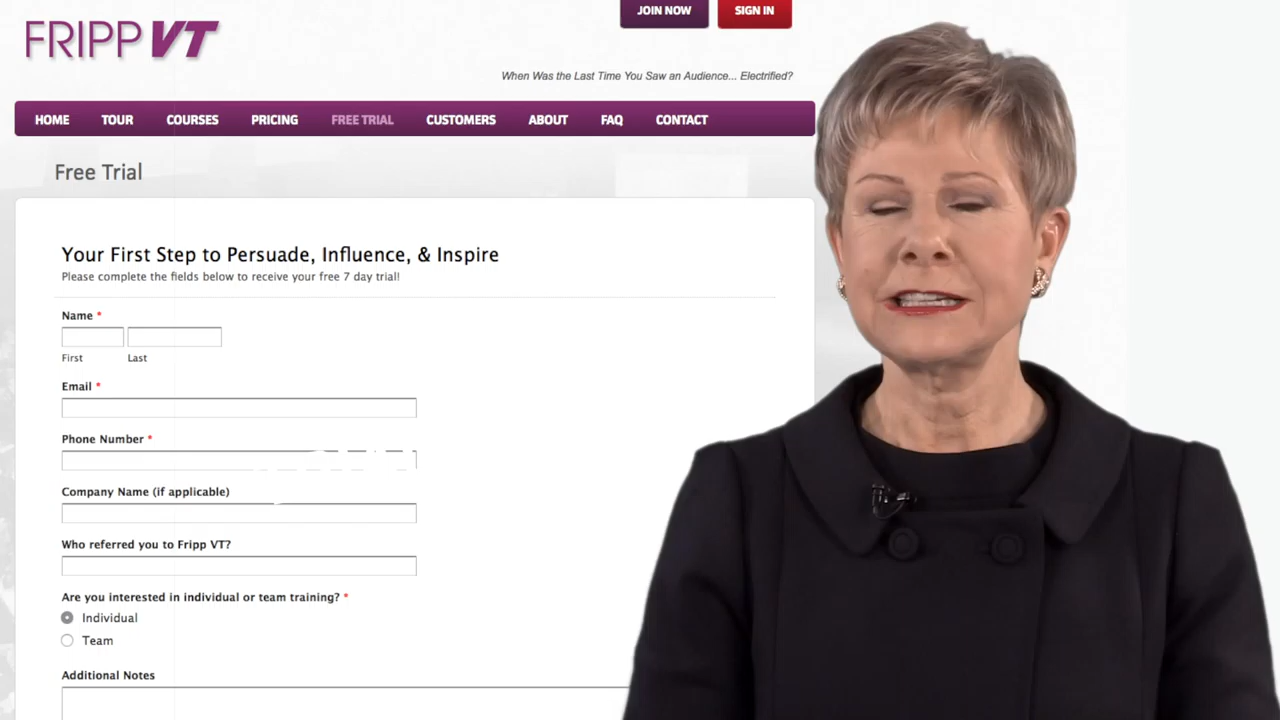 FRIPP VT
JOIN NOW
SIGN IN
When Was the Last Time You Saw an Audience... Electrified?
HOME TOUR COURSES PRICING FREE TRIAL CUSTOMERS ABOUT FAQ CONTACT
Free Trial
Your First Step to Persuade, Influence, & Inspire
Please complete the fields below to receive your free 7 day trial!
Name *
First Last
Email *
Phone Number *
Company Name (if applicable)
Who referred you to Fripp VT?
Are you interested in individual or team training? *
Individual
Team
Additional Notes